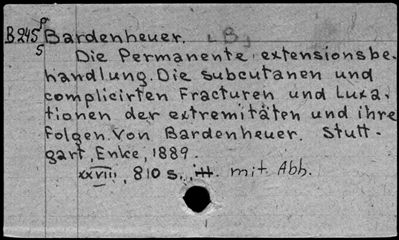 B.245 Bardenheuer. [B]
5 Die Permanente extensionsbe-
handlung. Die subcutanen und
complicirten Fracturen und Luxa-
tionen der extremitäten und ihre
Folgen. Von Bardenheuer. Stutt-
gart, Enke, 1889.
xxviii, 810 s., mit Abb.